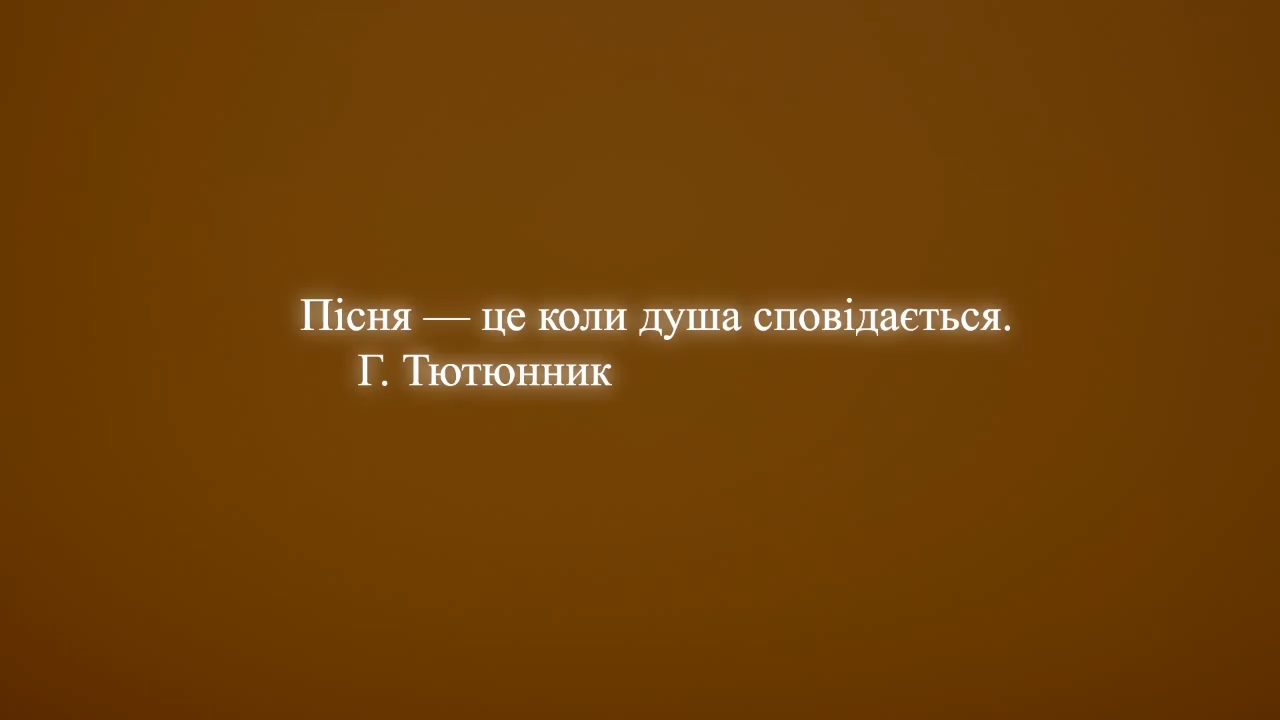 Пісня — це коли душа сповідається.
Г. Тютюнник